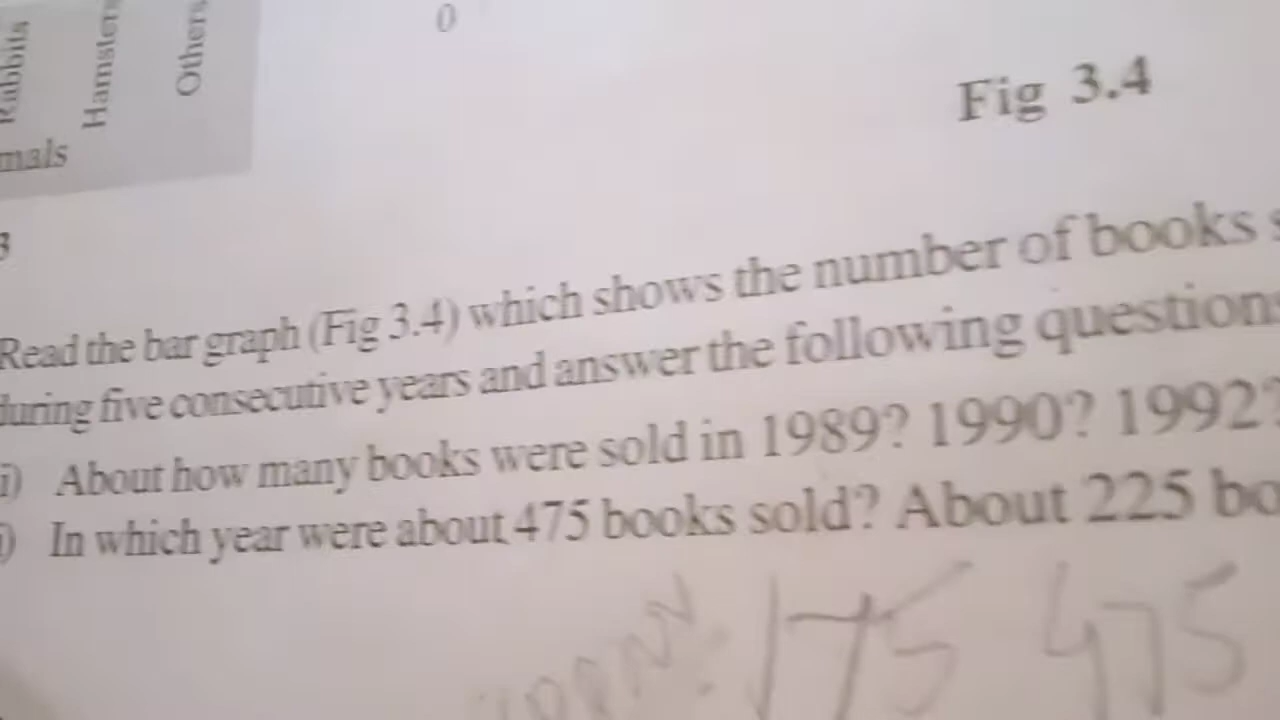 Rabbits
Hamsters
Others
mals
0
Fig 3.4
3
Read the bar graph (Fig 3.4) which shows the number of books s
during five consecutive years and answer the following question
i) About how many books were sold in 1989? 1990? 1992?
i) In which year were about 475 books sold? About 225 bo
175 475